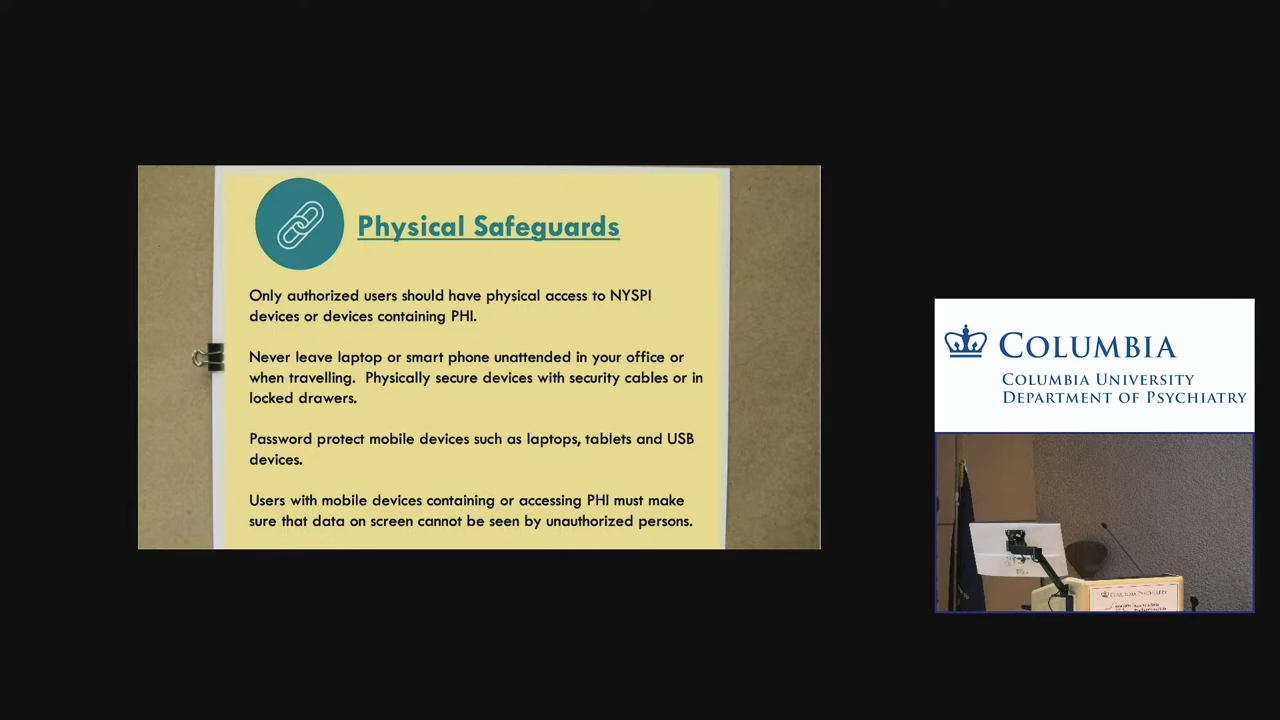 Physical Safeguards
Only authorized users should have physical access to NYSPI
devices or devices containing PHI.
Never leave laptop or smart phone unattended in your office or
when travelling.  Physically secure devices with security cables or in
locked drawers.
Password protect mobile devices such as laptops, tablets and USB
devices.
Users with mobile devices containing or accessing PHI must make
sure that data on screen cannot be seen by unauthorized persons.
COLUMBIA
COLUMBIA UNIVERSITY
DEPARTMENT OF PSYCHIATRY
COLUMBIA PSYCHIATRY